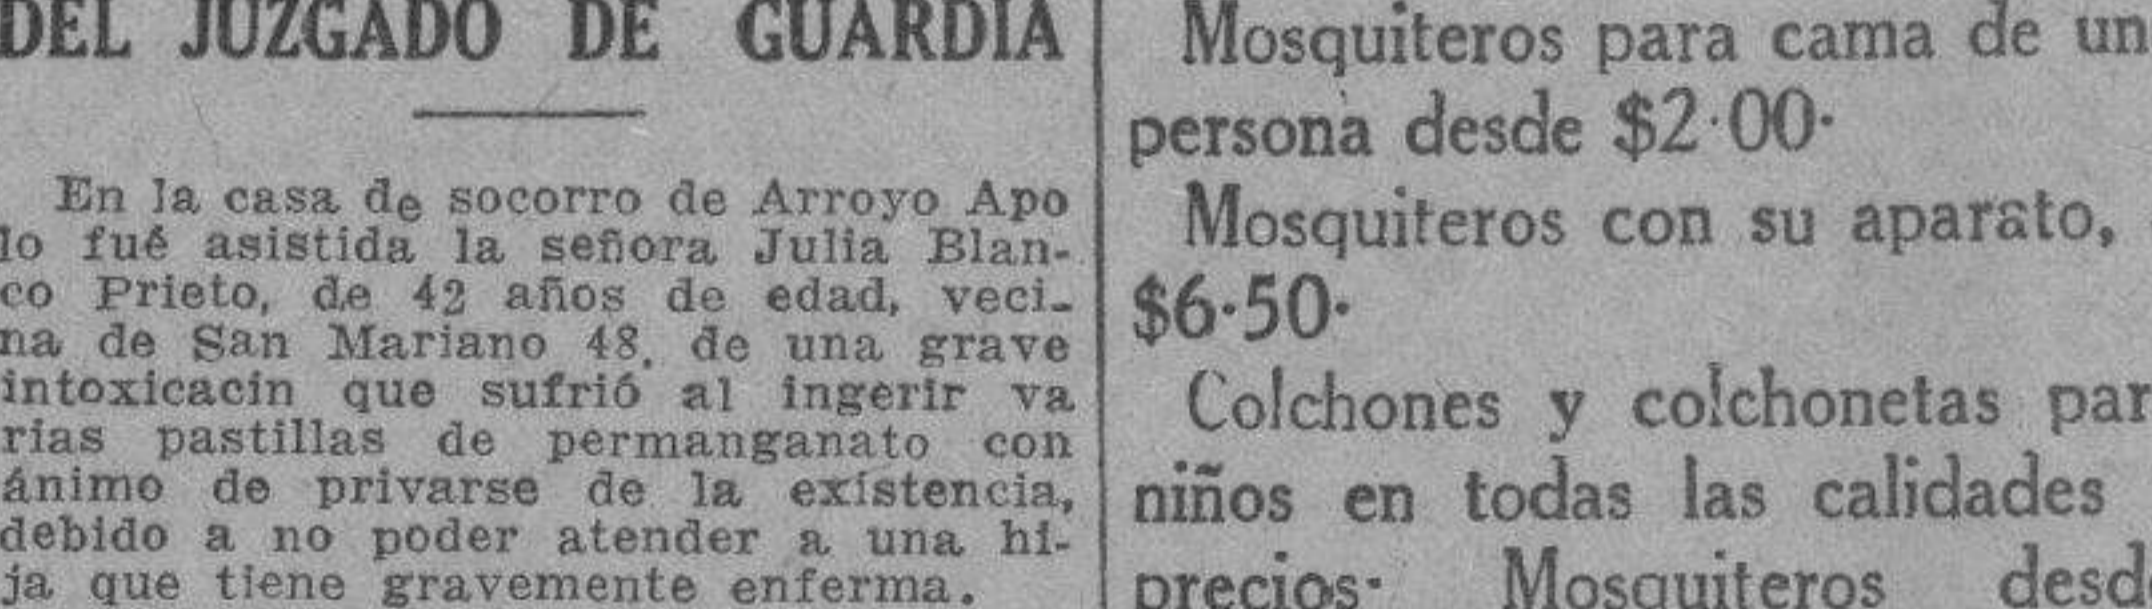 DEL JUZGADO DE GUARDIA
En la casa de socorro de Arroyo Apo
lo fué asistida la señora Julia Blan-
co Prieto, de 42 años de edad, veci-
na de San Mariano 48, de una grave
intoxicacin que sufrió al ingerir va
rias pastillas de permanganato con
ánimo de privarse de la existencia,
debido a no poder atender a una hi-
ja que tiene gravemente enferma.
Mosquiteros para cama de un
persona desde $2·00·
Mosquiteros con su aparato,
$6·50·
Colchones y colchonetas par
niños en todas las calidades
precios· Mosquiteros desd